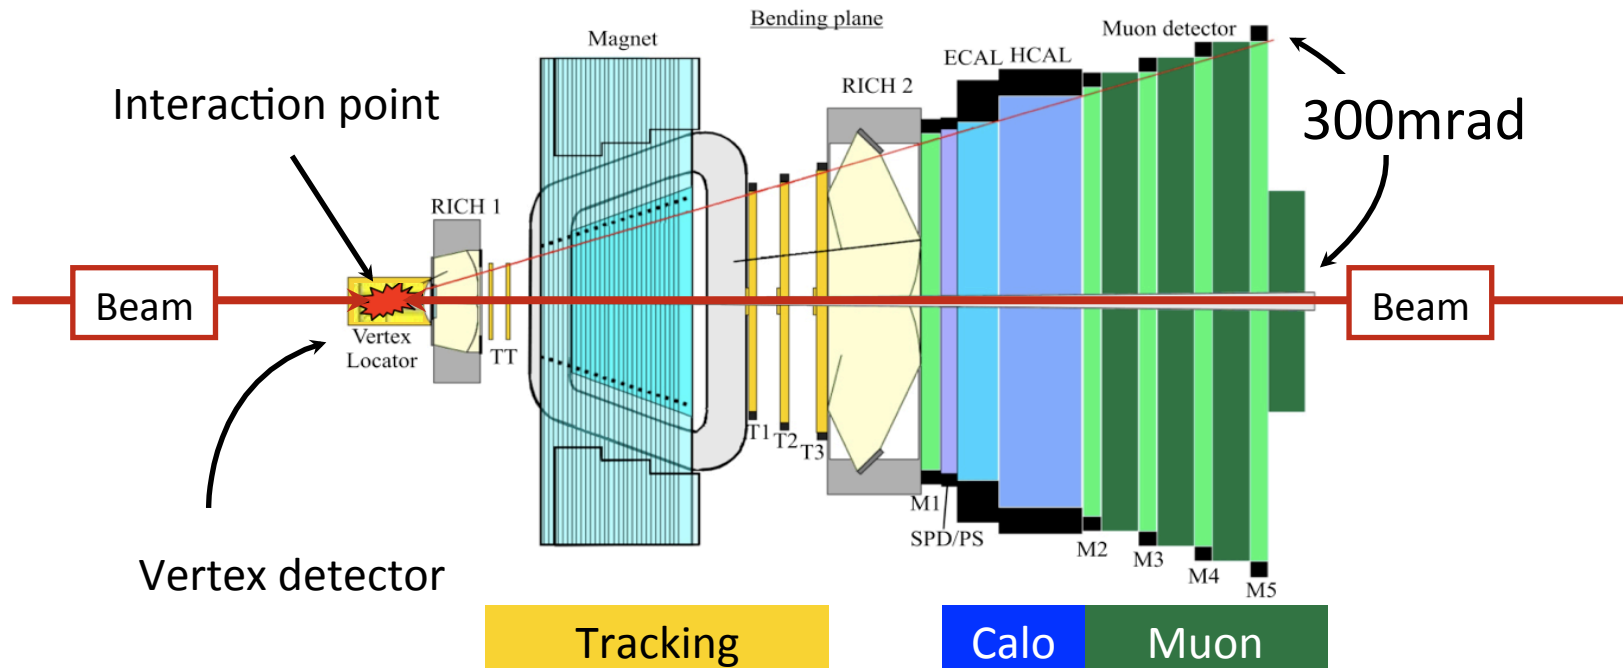 Bending plane
Magnet
Muon detector
ECAL HCAL
RICH 2
Interaction point
300mrad
RICH 1
Beam
Beam
Vertex
Locator
TT
T1
T2
T3
M1
SPD/PS
M2
M3
M4
M5
Vertex detector
Tracking
Calo
Muon